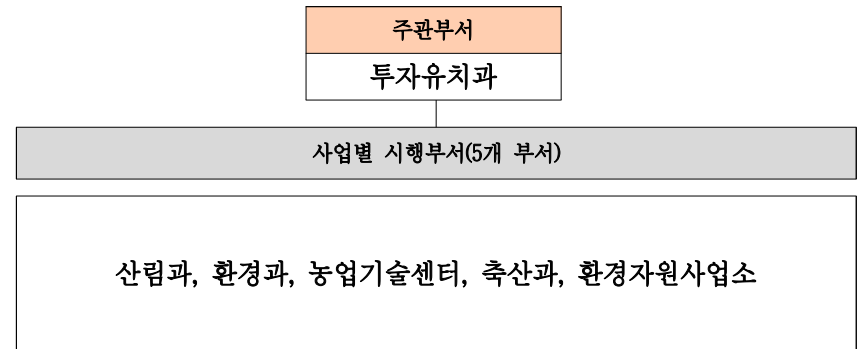 주관부서
투자유치과
사업별 시행부서(5개 부서)
산림과, 환경과, 농업기술센터, 축산과, 환경자원사업소